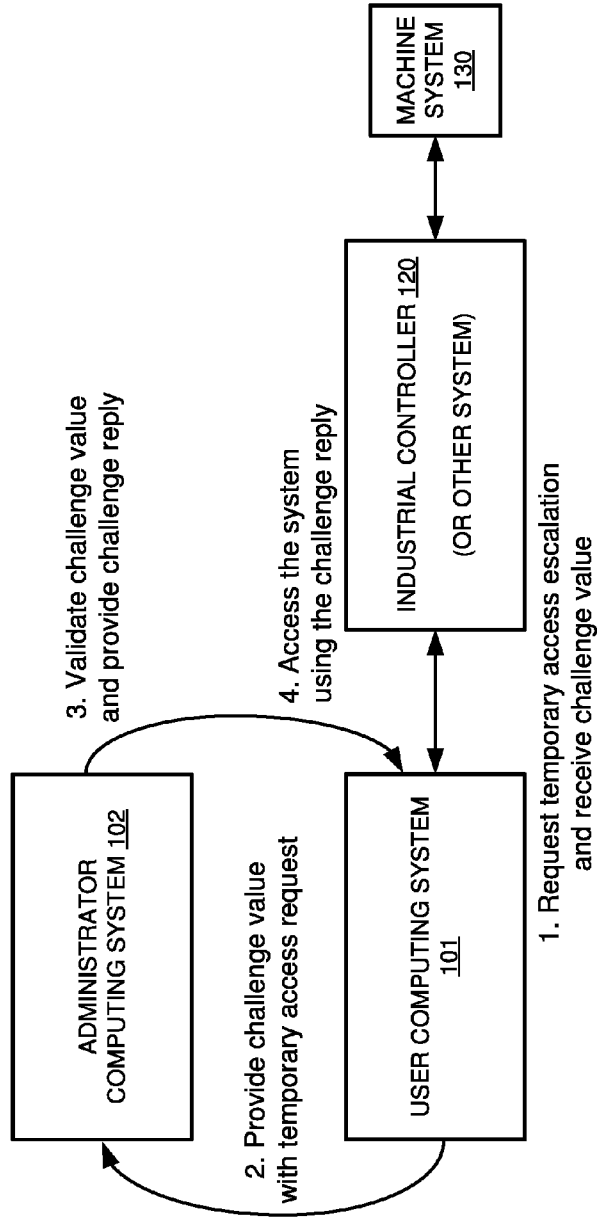 ADMINISTRATOR
COMPUTING SYSTEM 102
3. Validate challenge value
and provide challenge reply
2. Provide challenge value
with temporary access request
4. Access the system
using the challenge reply
USER COMPUTING SYSTEM
101
INDUSTRIAL CONTROLLER 120
(OR OTHER SYSTEM)
MACHINE
SYSTEM
130
1. Request temporary access escalation
and receive challenge value